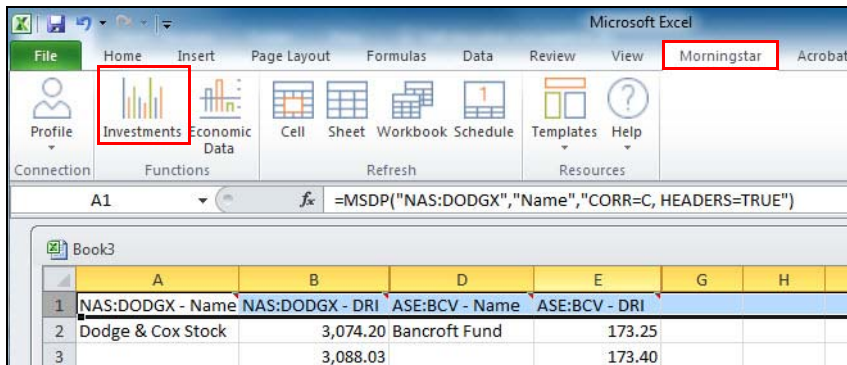 Microsoft Excel
File Home Insert Page Layout Formulas Data Review View Morningstar Acrobat
Profile Investments Economic Data Cell Sheet Workbook Schedule Templates Help
Connection Functions Refresh Resources
A1 fx =MSDP("NAS:DODGX","Name","CORR=C, HEADERS=TRUE")
Book3
A B D E G H
1 NAS:DODGX - Name NAS:DODGX - DRI ASE:BCV - Name ASE:BCV - DRI
2 Dodge & Cox Stock 3,074.20 Bancroft Fund 173.25
3 3,088.03 173.40